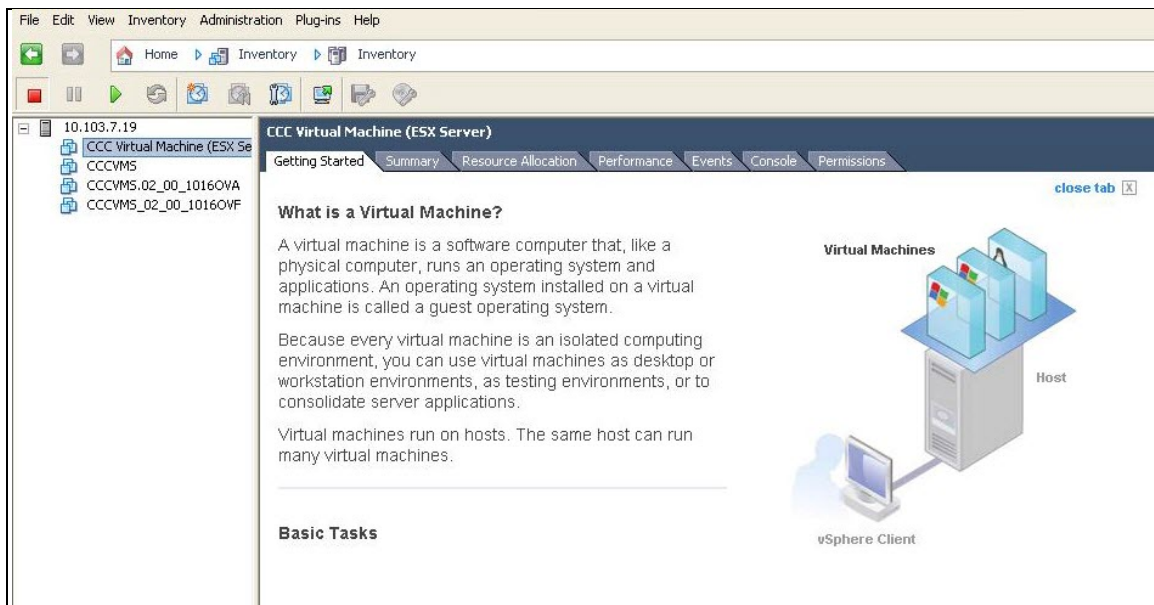 File Edit View Inventory Administration Plug-ins Help
Home Inventory Inventory
10.103.7.19
CCC Virtual Machine (ESX Se
CCCVMS
CCCVMS.02_00_1016OVA
CCCVMS_02_00_1016OVF
CCC Virtual Machine (ESX Server)
Getting Started Summary Resource Allocation Performance Events Console Permissions
close tab X
What is a Virtual Machine?
A virtual machine is a software computer that, like a
physical computer, runs an operating system and
applications. An operating system installed on a virtual
machine is called a guest operating system.
Because every virtual machine is an isolated computing
environment, you can use virtual machines as desktop or
workstation environments, as testing environments, or to
consolidate server applications.
Virtual machines run on hosts. The same host can run
many virtual machines.
Basic Tasks
Virtual Machines
Host
vSphere Client